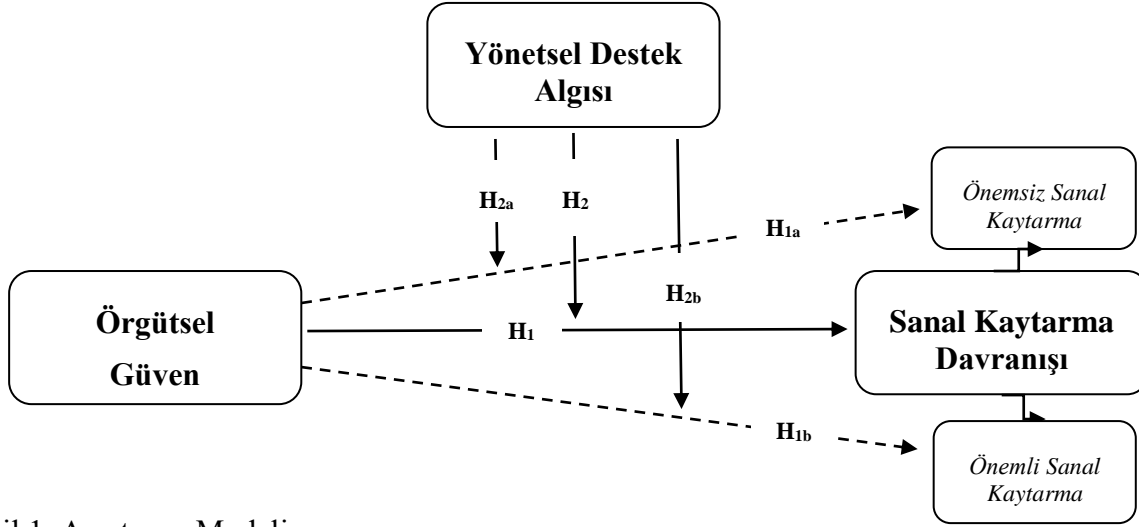 Yönetsel Destek
Algısı
Önemsiz Sanal
Kaytarma
H2a
H2
H1a
H2b
Örgütsel
Güven
H1
Sanal Kaytarma
Davranışı
H1b
Önemli Sanal
Kaytarma